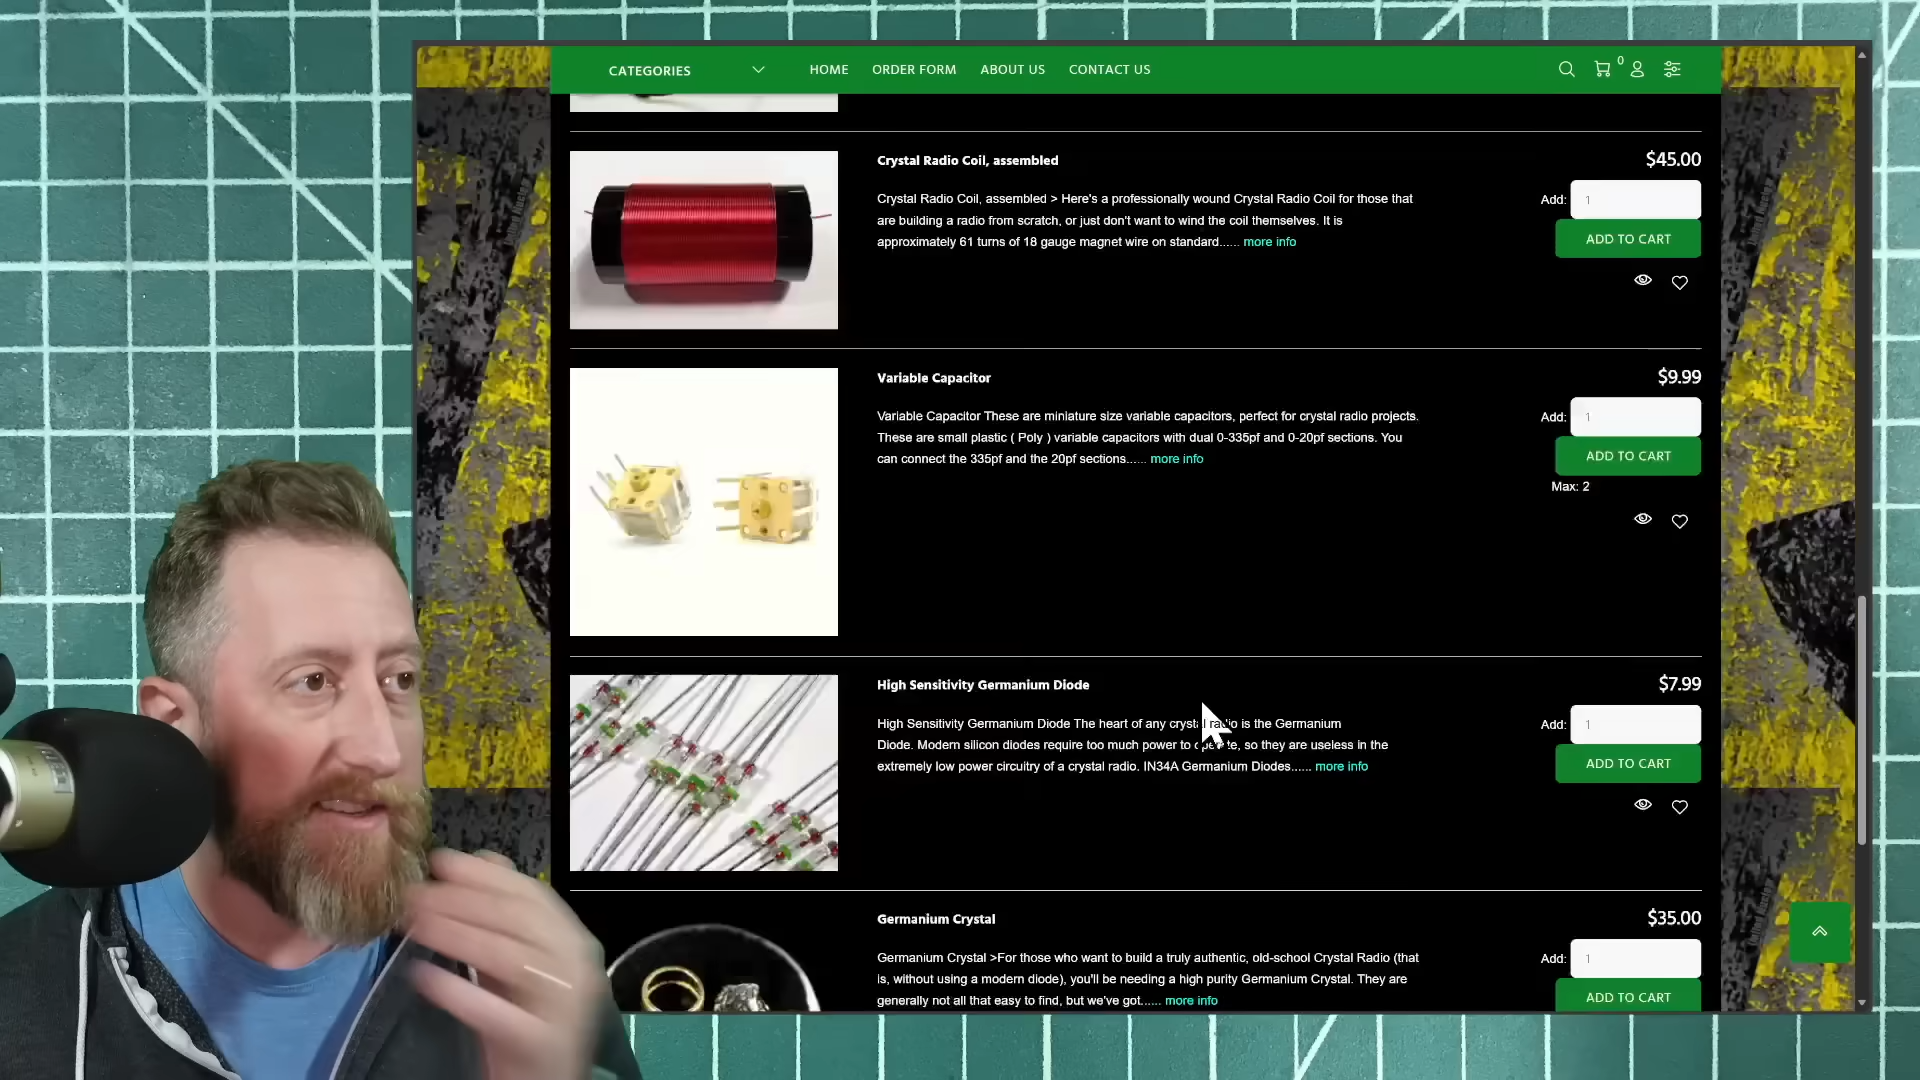 CATEGORIES HOME ORDER FORM ABOUT US CONTACT US 0
Crystal Radio Coil, assembled $45.00
Crystal Radio Coil, assembled > Here's a professionally wound Crystal Radio Coil for those that
are building a radio from scratch, or just don't want to wind the coil themselves. It is
approximately 61 turns of 18 gauge magnet wire on standard...... more info
Add: 1
ADD TO CART
Variable Capacitor $9.99
Variable Capacitor These are miniature size variable capacitors, perfect for crystal radio projects.
These are small plastic ( Poly ) variable capacitors with dual 0-335pf and 0-20pf sections. You
can connect the 335pf and the 20pf sections...... more info
Add: 1
ADD TO CART
Max: 2
High Sensitivity Germanium Diode $7.99
High Sensitivity Germanium Diode The heart of any crystal radio is the Germanium
Diode. Modern silicon diodes require too much power to operate, so they are useless in the
extremely low power circuitry of a crystal radio. IN34A Germanium Diodes...... more info
Add: 1
ADD TO CART
Germanium Crystal $35.00
Germanium Crystal >For those who want to build a truly authentic, old-school Crystal Radio (that
is, without using a modern diode), you'll be needing a high purity Germanium Crystal. They are
generally not all that easy to find, but we've got...... more info
Add: 1
ADD TO CART